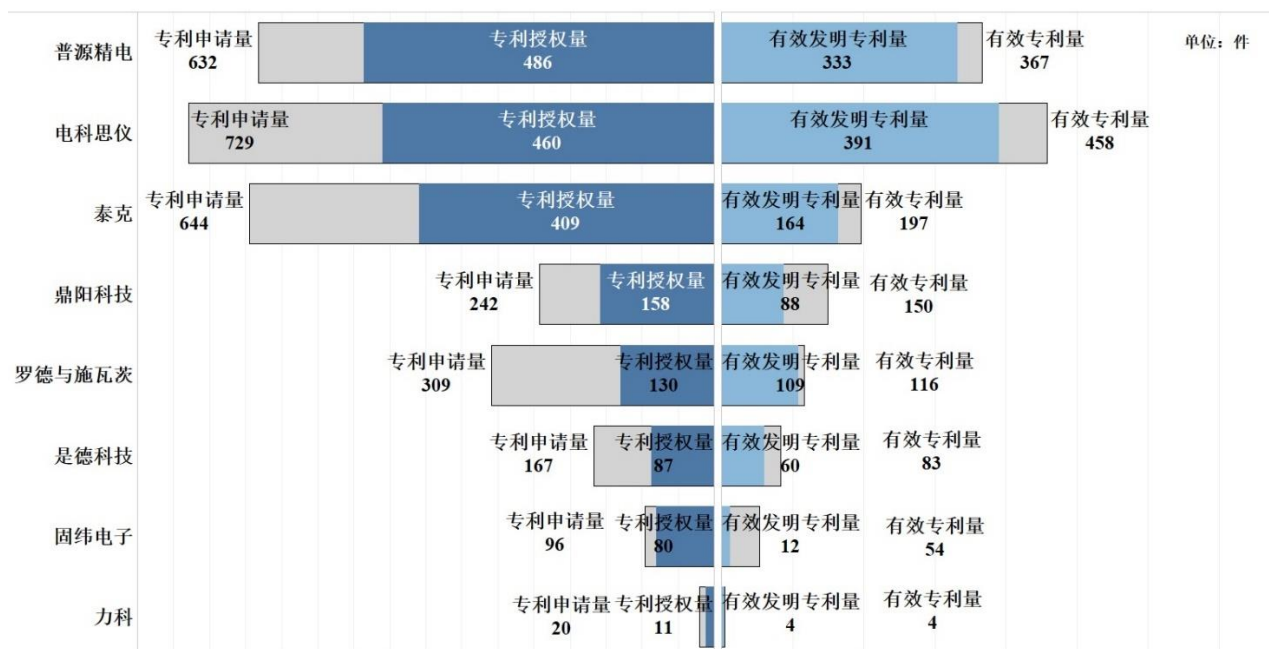 单位：件
普源精电
专利申请量
632
专利授权量
486
有效发明专利量
333
有效专利量
367
电科思仪
专利申请量
729
专利授权量
460
有效发明专利量
391
有效专利量
458
泰克
专利申请量
644
专利授权量
409
有效发明专利量
164
有效专利量
197
鼎阳科技
专利申请量
242
专利授权量
158
有效发明专利量
88
有效专利量
150
罗德与施瓦茨
专利申请量
309
专利授权量
130
有效发明专利量
109
有效专利量
116
是德科技
专利申请量
167
专利授权量
87
有效发明专利量
60
有效专利量
83
固纬电子
专利申请量
96
专利授权量
80
有效发明专利量
12
有效专利量
54
力科
专利申请量
20
专利授权量
11
有效发明专利量
4
有效专利量
4